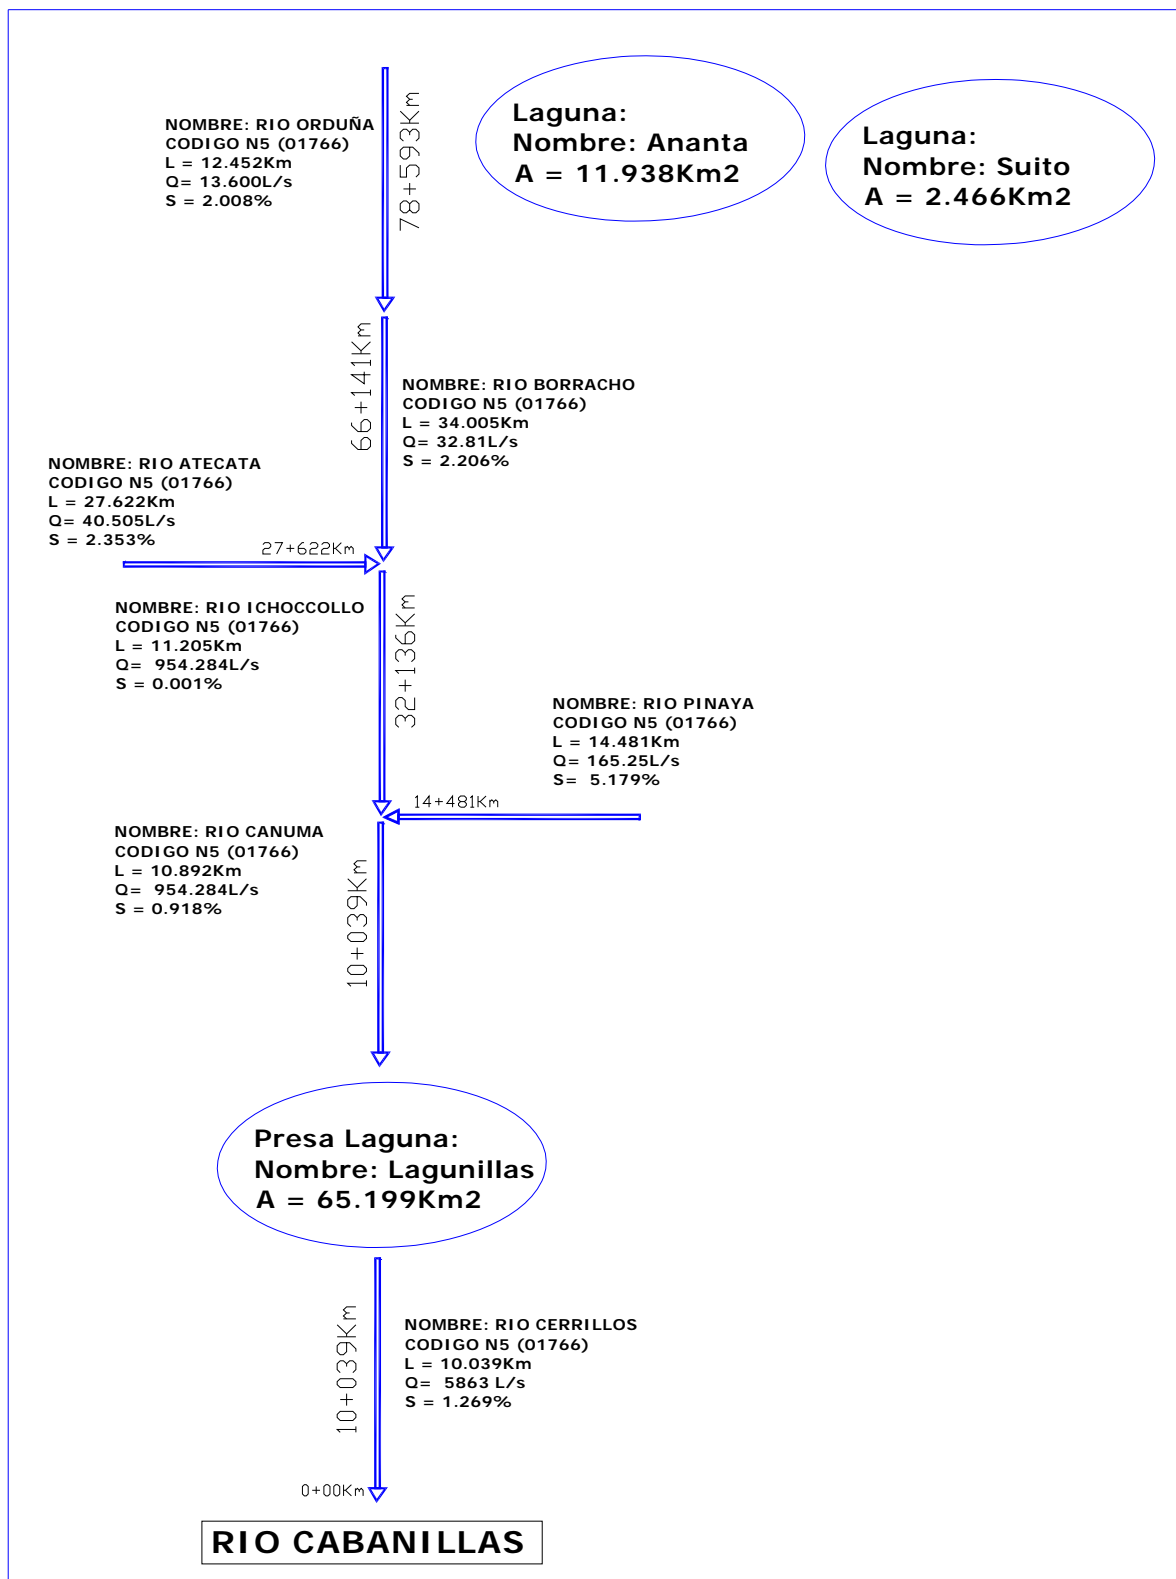 NOMBRE: RIO ORDUÑA
CODIGO N5 (01766)
L = 12.452Km
Q= 13.600L/s
S = 2.008%
78+593Km
Laguna:
Nombre: Ananta
A = 11.938Km2
Laguna:
Nombre: Suito
A = 2.466Km2
66+141Km
NOMBRE: RIO BORRACHO
CODIGO N5 (01766)
L = 34.005Km
Q= 32.81L/s
S = 2.206%
NOMBRE: RIO ATECATA
CODIGO N5 (01766)
L = 27.622Km
Q= 40.505L/s
S = 2.353%
27+622Km
NOMBRE: RIO ICHOCCOLLO
CODIGO N5 (01766)
L = 11.205Km
Q= 954.284L/s
S = 0.001%
32+136Km
NOMBRE: RIO PINAYA
CODIGO N5 (01766)
L = 14.481Km
Q= 165.25L/s
S= 5.179%
14+481Km
NOMBRE: RIO CANUMA
CODIGO N5 (01766)
L = 10.892Km
Q= 954.284L/s
S = 0.918%
10+039Km
Presa Laguna:
Nombre: Lagunillas
A = 65.199Km2
10+039Km
NOMBRE: RIO CERRILLOS
CODIGO N5 (01766)
L = 10.039Km
Q= 5863 L/s
S = 1.269%
0+00Km
RIO CABANILLAS